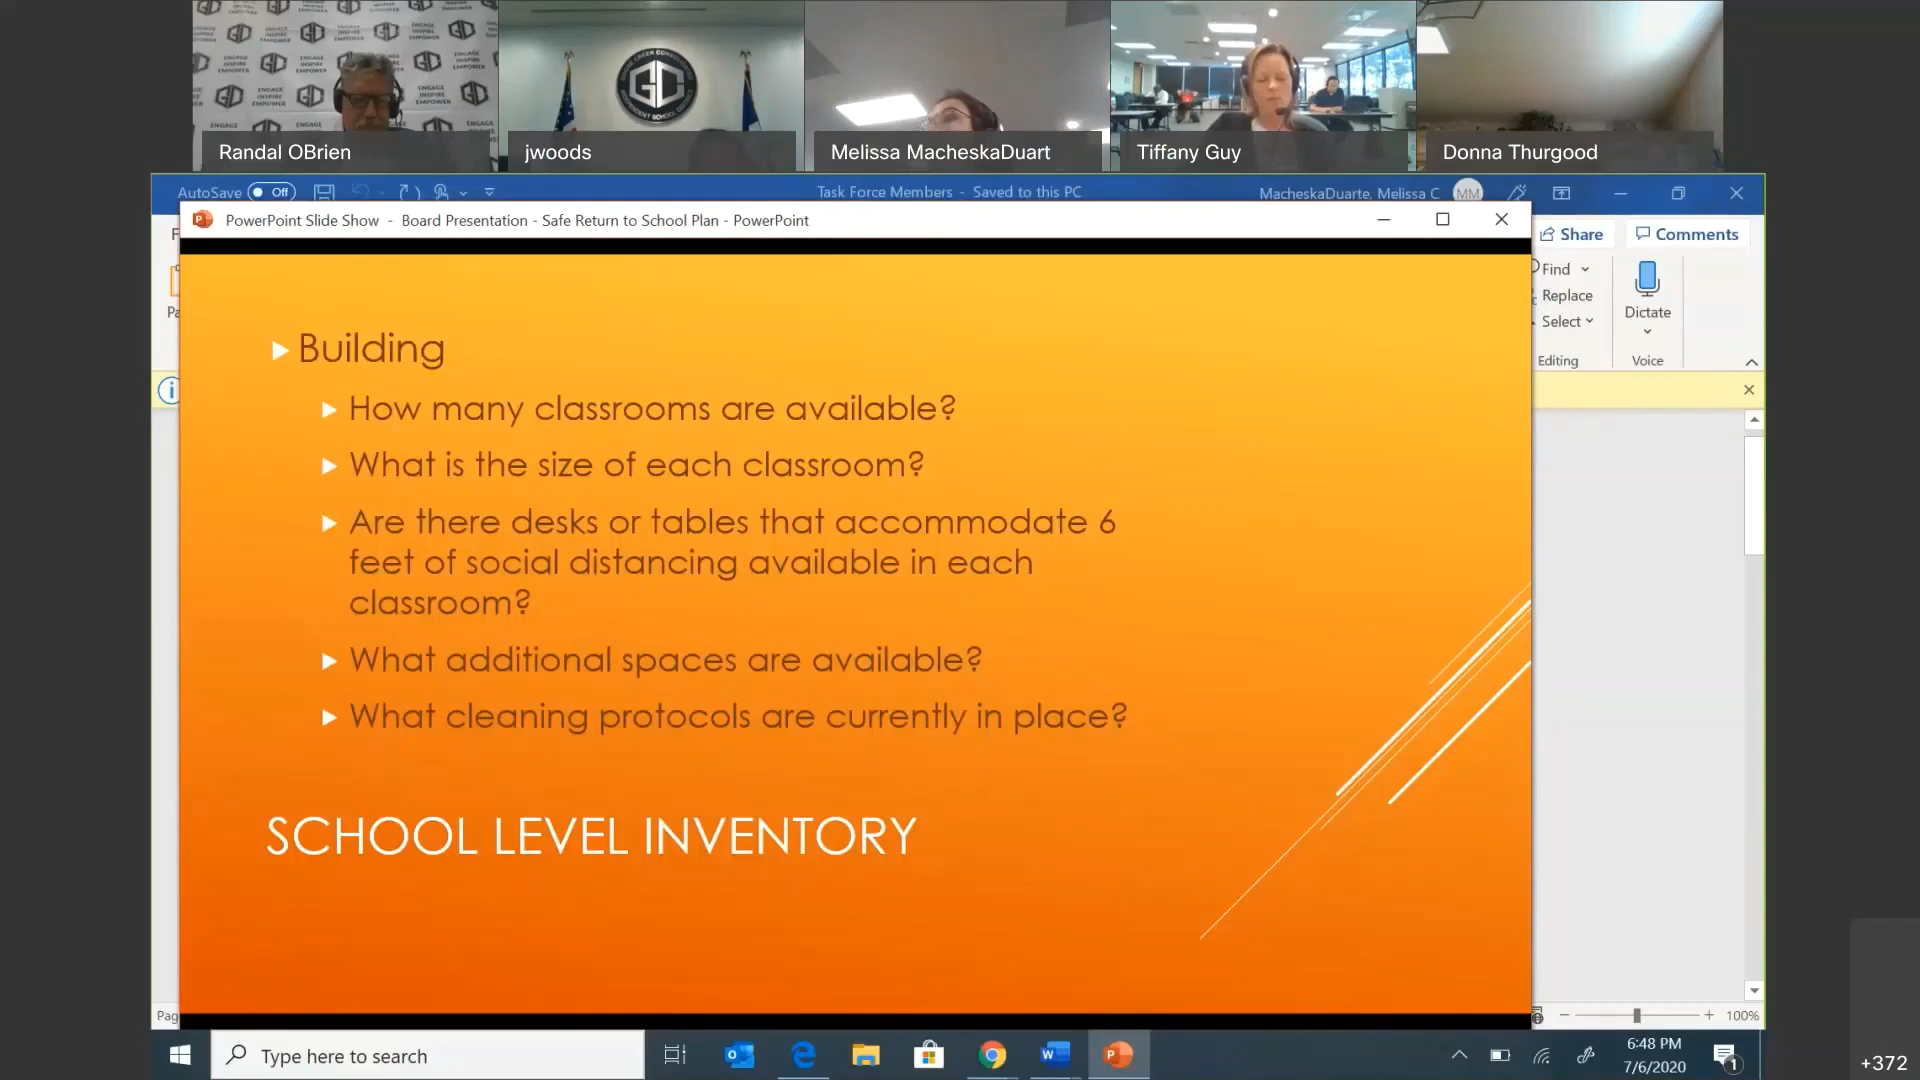 ENGAGE INSPIRE EMPOWER
Randal OBrien
jwoods
Melissa MacheskaDuart
Tiffany Guy
Donna Thurgood
AutoSave Off
Task Force Members - Saved to this PC
MacheskaDuarte, Melissa C MM
PowerPoint Slide Show - Board Presentation - Safe Return to School Plan - PowerPoint
Share
Comments
Find
Replace
Select
Dictate
Editing
Voice
Building
How many classrooms are available?
What is the size of each classroom?
Are there desks or tables that accommodate 6
feet of social distancing available in each
classroom?
What additional spaces are available?
What cleaning protocols are currently in place?
SCHOOL LEVEL INVENTORY
100%
Type here to search
6:48 PM
7/6/2020
1
+372